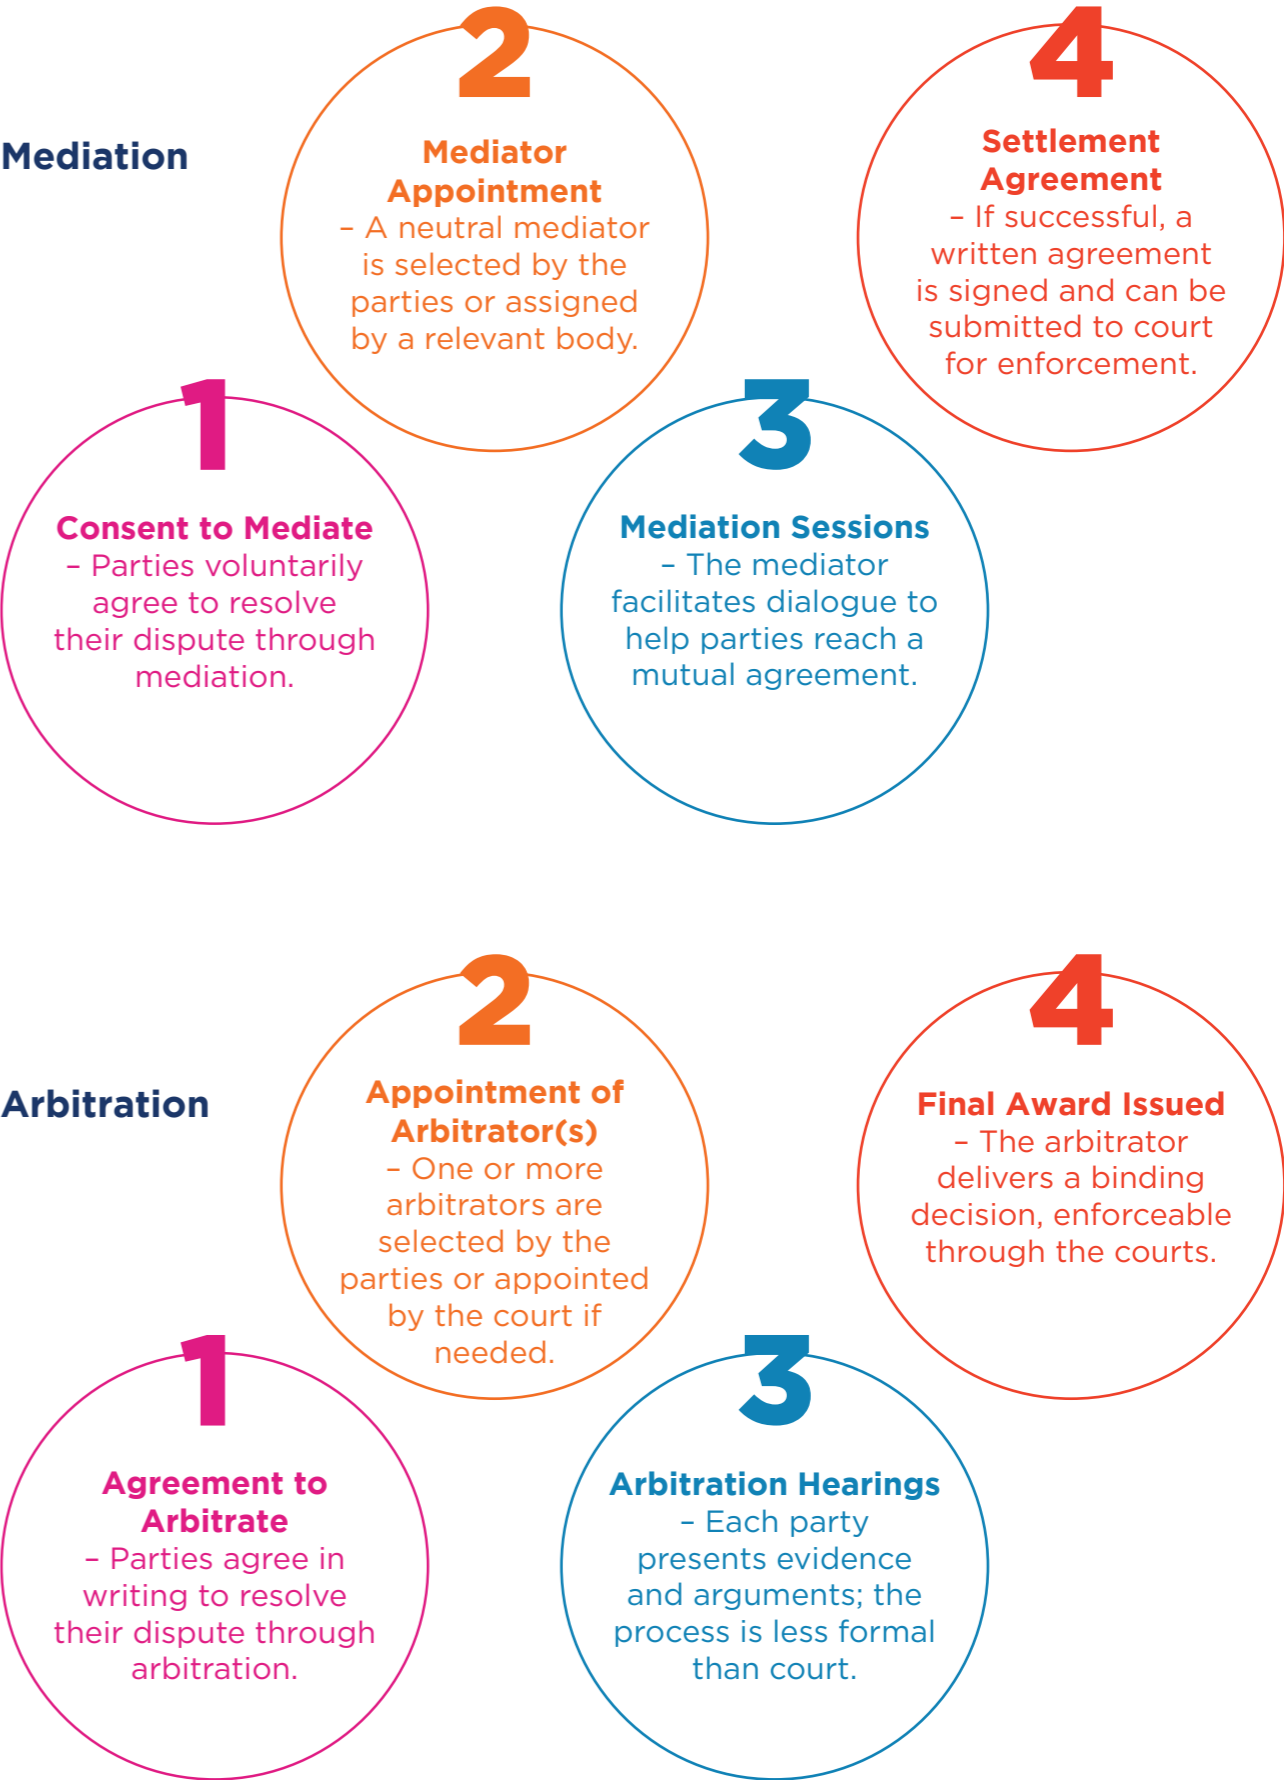 Mediation
1
Consent to Mediate
– Parties voluntarily
agree to resolve
their dispute through
mediation.
2
Mediator
Appointment
– A neutral mediator
is selected by the
parties or assigned
by a relevant body.
3
Mediation Sessions
– The mediator
facilitates dialogue to
help parties reach a
mutual agreement.
4
Settlement
Agreement
– If successful, a
written agreement
is signed and can be
submitted to court
for enforcement.
Arbitration
1
Agreement to
Arbitrate
– Parties agree in
writing to resolve
their dispute through
arbitration.
2
Appointment of
Arbitrator(s)
– One or more
arbitrators are
selected by the
parties or appointed
by the court if
needed.
3
Arbitration Hearings
– Each party
presents evidence
and arguments; the
process is less formal
than court.
4
Final Award Issued
– The arbitrator
delivers a binding
decision, enforceable
through the courts.